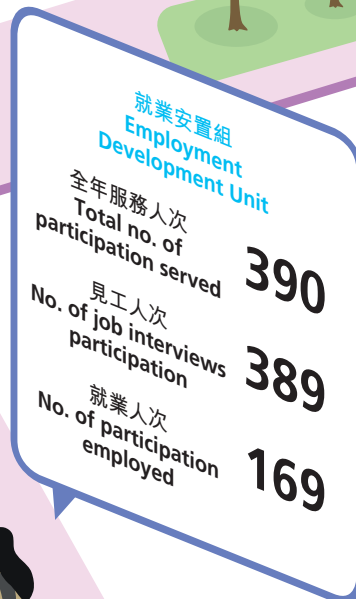 就業安置組
Employment
Development Unit
全年服務人次
Total no. of
participation served
390
見工人次
No. of job interviews
participation
389
就業人次
No. of participation
employed
169